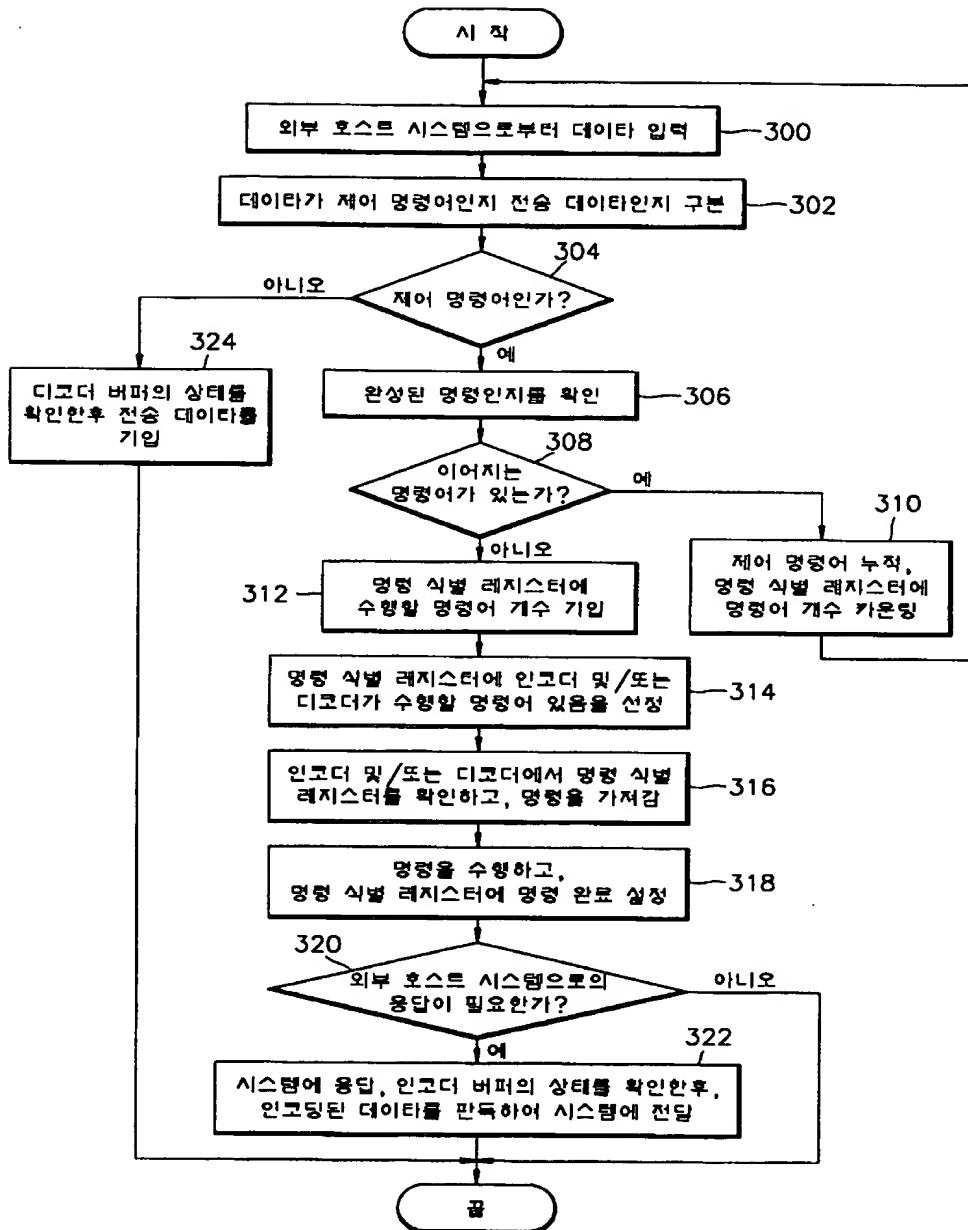 시 작
외부 호스트 시스템으로부터 데이타 입력
300
데이타가 제어 명령어인지 전송 데이타인지 구분
302
304
제어 명령어인가?
아니오
예
324
디코더 버퍼의 상태를
확인한후 전송 데이타를
기입
완성된 명령인지를 확인
306
308
이어지는
명령어가 있는가?
예
아니오
310
제어 명령어 누적,
명령 식별 레지스터에
명령어 개수 카운팅
312
명령 식별 레지스터에
수행할 명령어 개수 기입
명령 식별 레지스터에 인코더 및/또는
디코더가 수행할 명령어 있음을 선정
314
인코더 및/또는 디코더에서 명령 식별
레지스터를 확인하고, 명령을 가져감
316
명령을 수행하고,
명령 식별 레지스터에 명령 완료 설정
318
320
외부 호스트 시스템으로의
응답이 필요한가?
아니오
예
322
시스템에 응답, 인코더 버퍼의 상태를 확인한후,
인코딩된 데이타를 판독하여 시스템에 전달
끝